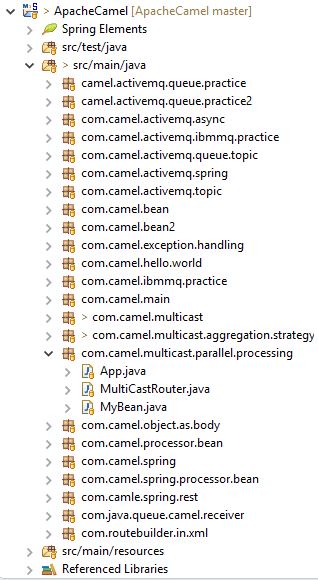 ApacheCamel [ApacheCamel master]
Spring Elements
src/test/java
> src/main/java
camel.activemq.queue.practice
camel.activemq.queue.practice2
com.camel.activemq.async
com.camel.activemq.ibmmq.practice
com.camel.activemq.queue.topic
com.camel.activemq.spring
com.camel.activemq.topic
com.camel.bean
com.camel.bean2
com.camel.exception.handling
com.camel.hello.world
com.camel.ibmmq.practice
com.camel.main
> com.camel.multicast
> com.camel.multicast.aggregation.strategy
com.camel.multicast.parallel.processing
App.java
MultiCastRouter.java
MyBean.java
com.camel.object.as.body
com.camel.processor.bean
com.camel.spring
com.camel.spring.processor.bean
com.camle.spring.rest
com.java.queue.camel.receiver
com.routebuilder.in.xml
src/main/resources
Referenced Libraries